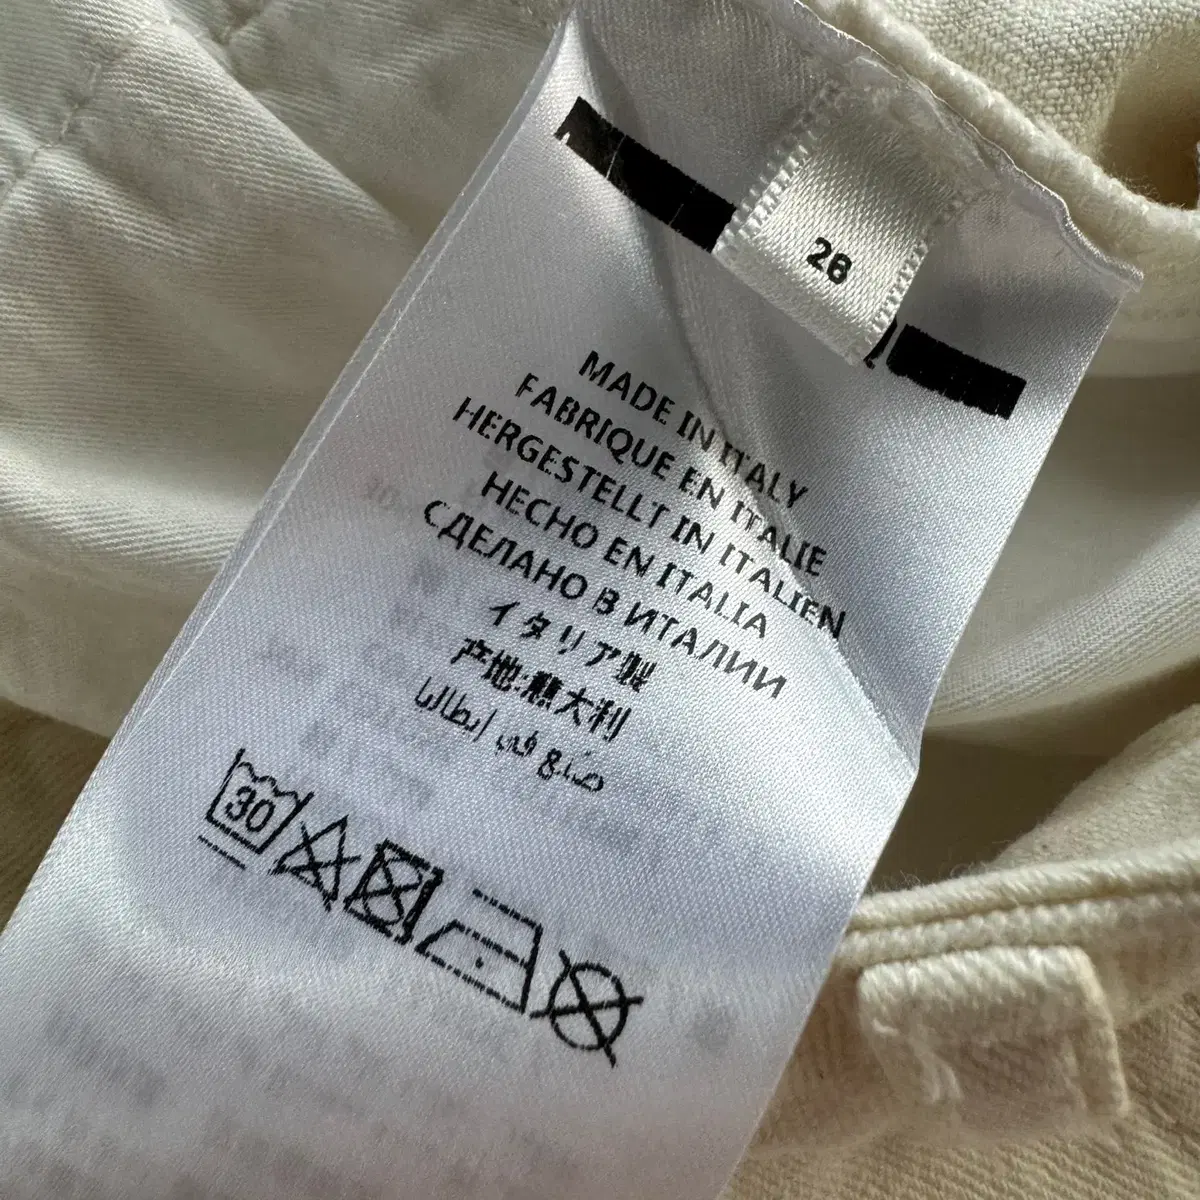 26
MADE IN ITALY
FABRIQUE EN ITALIE
HERGESTELLT IN ITALIEN
HECHO EN ITALIA
СДЕЛАНО В ИТАЛИИ
イタリア製
产地:意大利
صنع في إيطاليا
30